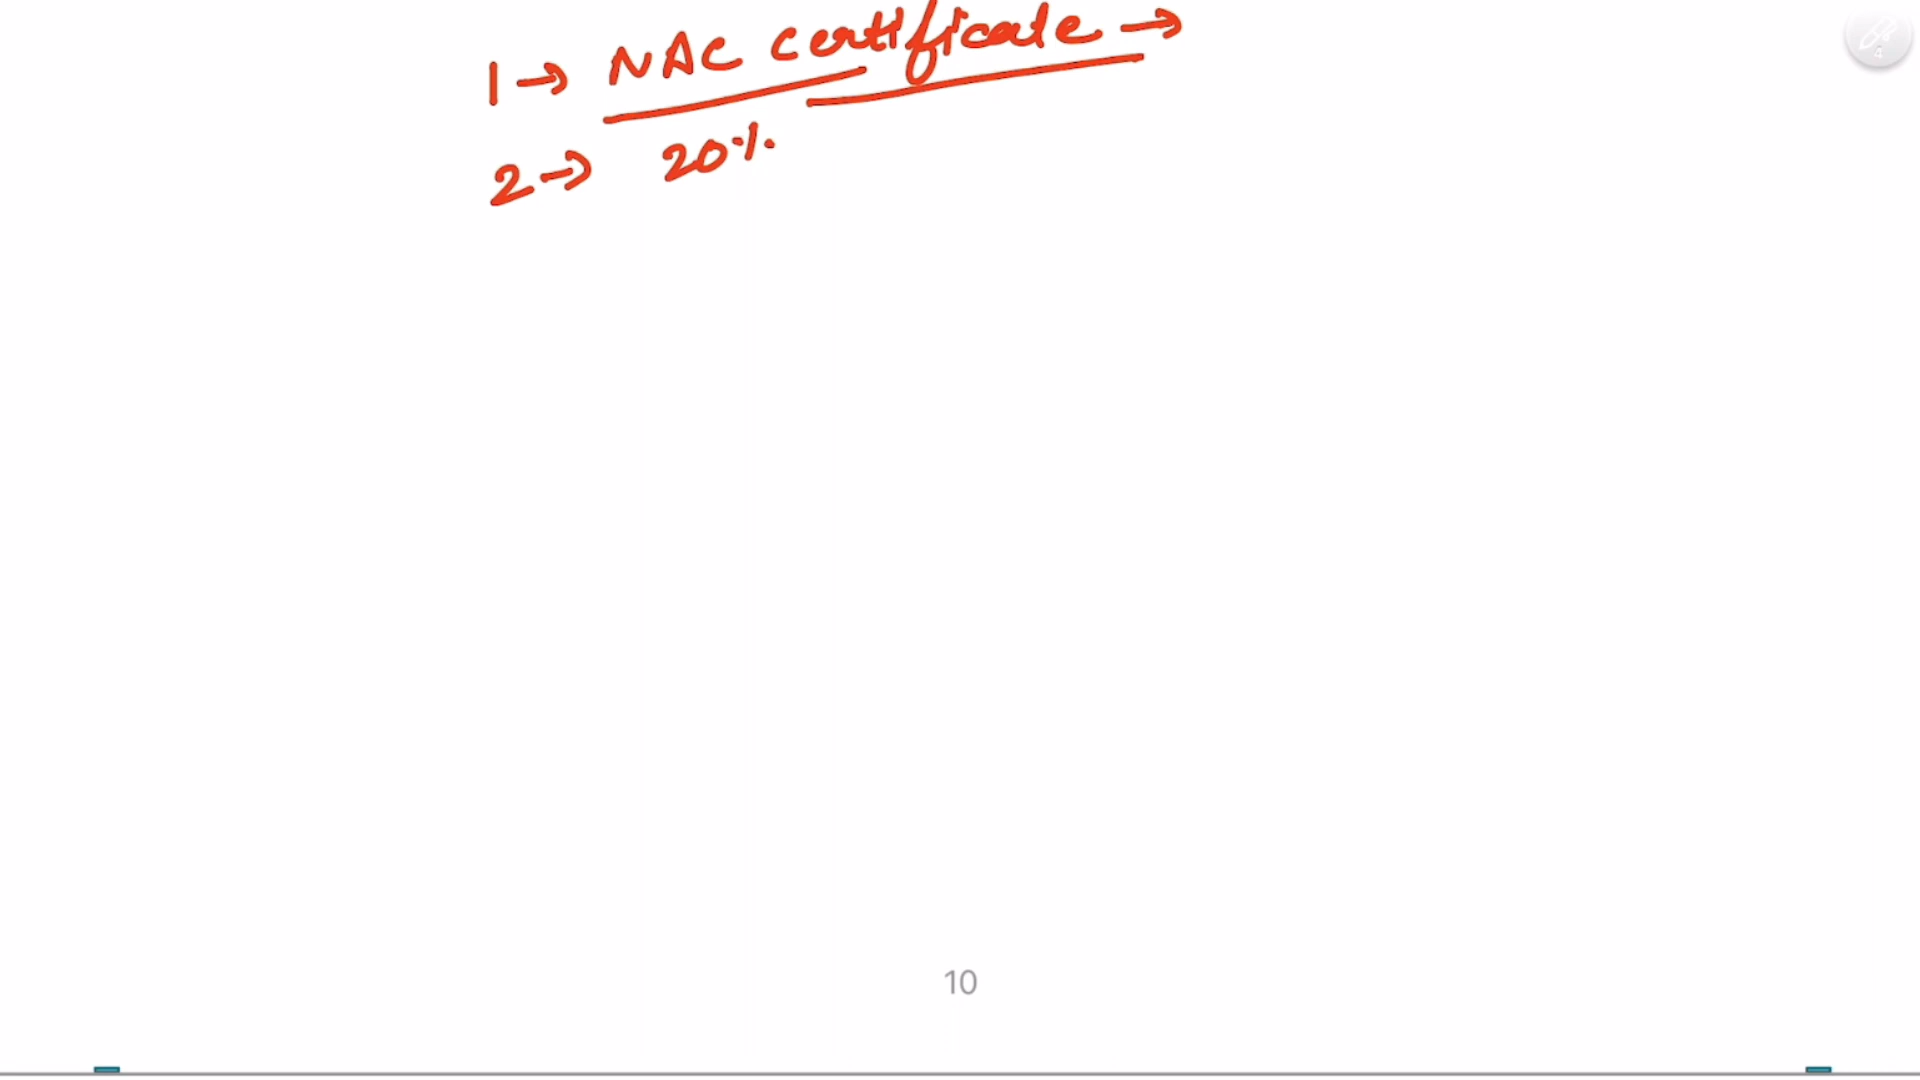 1 → NAC Certificate →
2 → 20%
10